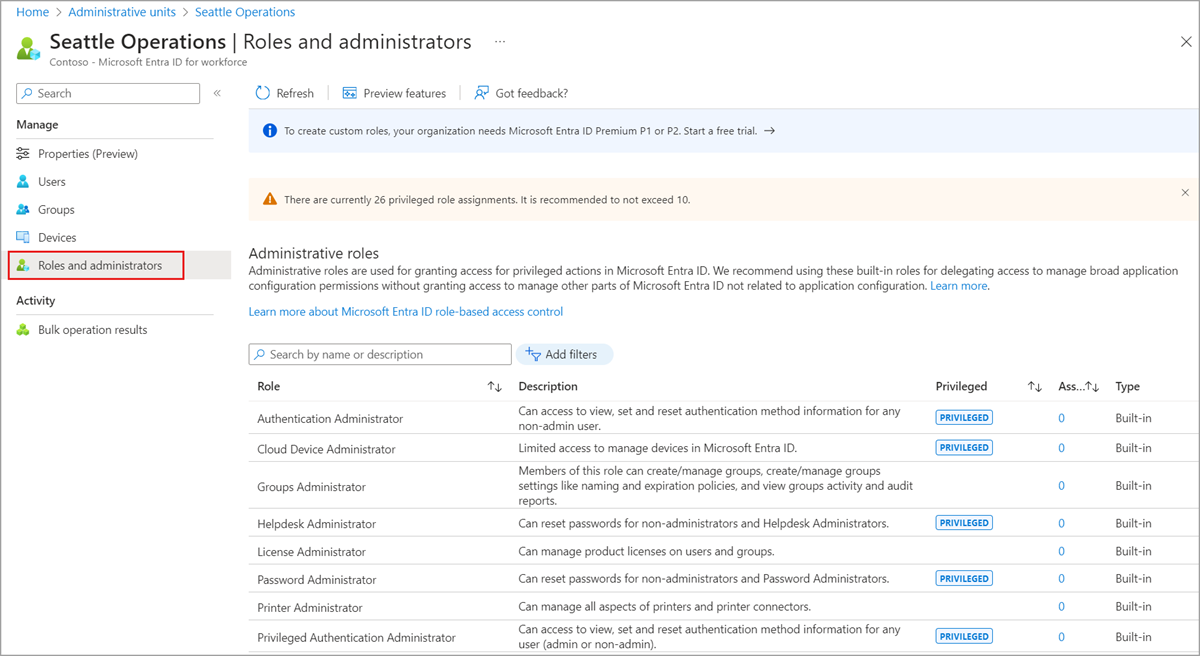 Home > Administrative units > Seattle Operations
Seattle Operations | Roles and administrators ...
Contoso - Microsoft Entra ID for workforce
Search
Refresh
Preview features
Got feedback?
Manage
Properties (Preview)
Users
Groups
Devices
Roles and administrators
Activity
Bulk operation results
To create custom roles, your organization needs Microsoft Entra ID Premium P1 or P2. Start a free trial. →
There are currently 26 privileged role assignments. It is recommended to not exceed 10.
Administrative roles
Administrative roles are used for granting access for privileged actions in Microsoft Entra ID. We recommend using these built-in roles for delegating access to manage broad application
configuration permissions without granting access to manage other parts of Microsoft Entra ID not related to application configuration. Learn more.
Learn more about Microsoft Entra ID role-based access control
Search by name or description
Add filters
Role Description Privileged Ass... Type
Authentication Administrator
Can access to view, set and reset authentication method information for any
non-admin user.
PRIVILEGED 0 Built-in
Cloud Device Administrator Limited access to manage devices in Microsoft Entra ID. PRIVILEGED 0 Built-in
Groups Administrator
Members of this role can create/manage groups, create/manage groups
settings like naming and expiration policies, and view groups activity and audit
reports.
0 Built-in
Helpdesk Administrator Can reset passwords for non-administrators and Helpdesk Administrators. PRIVILEGED 0 Built-in
License Administrator Can manage product licenses on users and groups. 0 Built-in
Password Administrator Can reset passwords for non-administrators and Password Administrators. PRIVILEGED 0 Built-in
Printer Administrator Can manage all aspects of printers and printer connectors. 0 Built-in
Privileged Authentication Administrator
Can access to view, set and reset authentication method information for any
user (admin or non-admin).
PRIVILEGED 0 Built-in